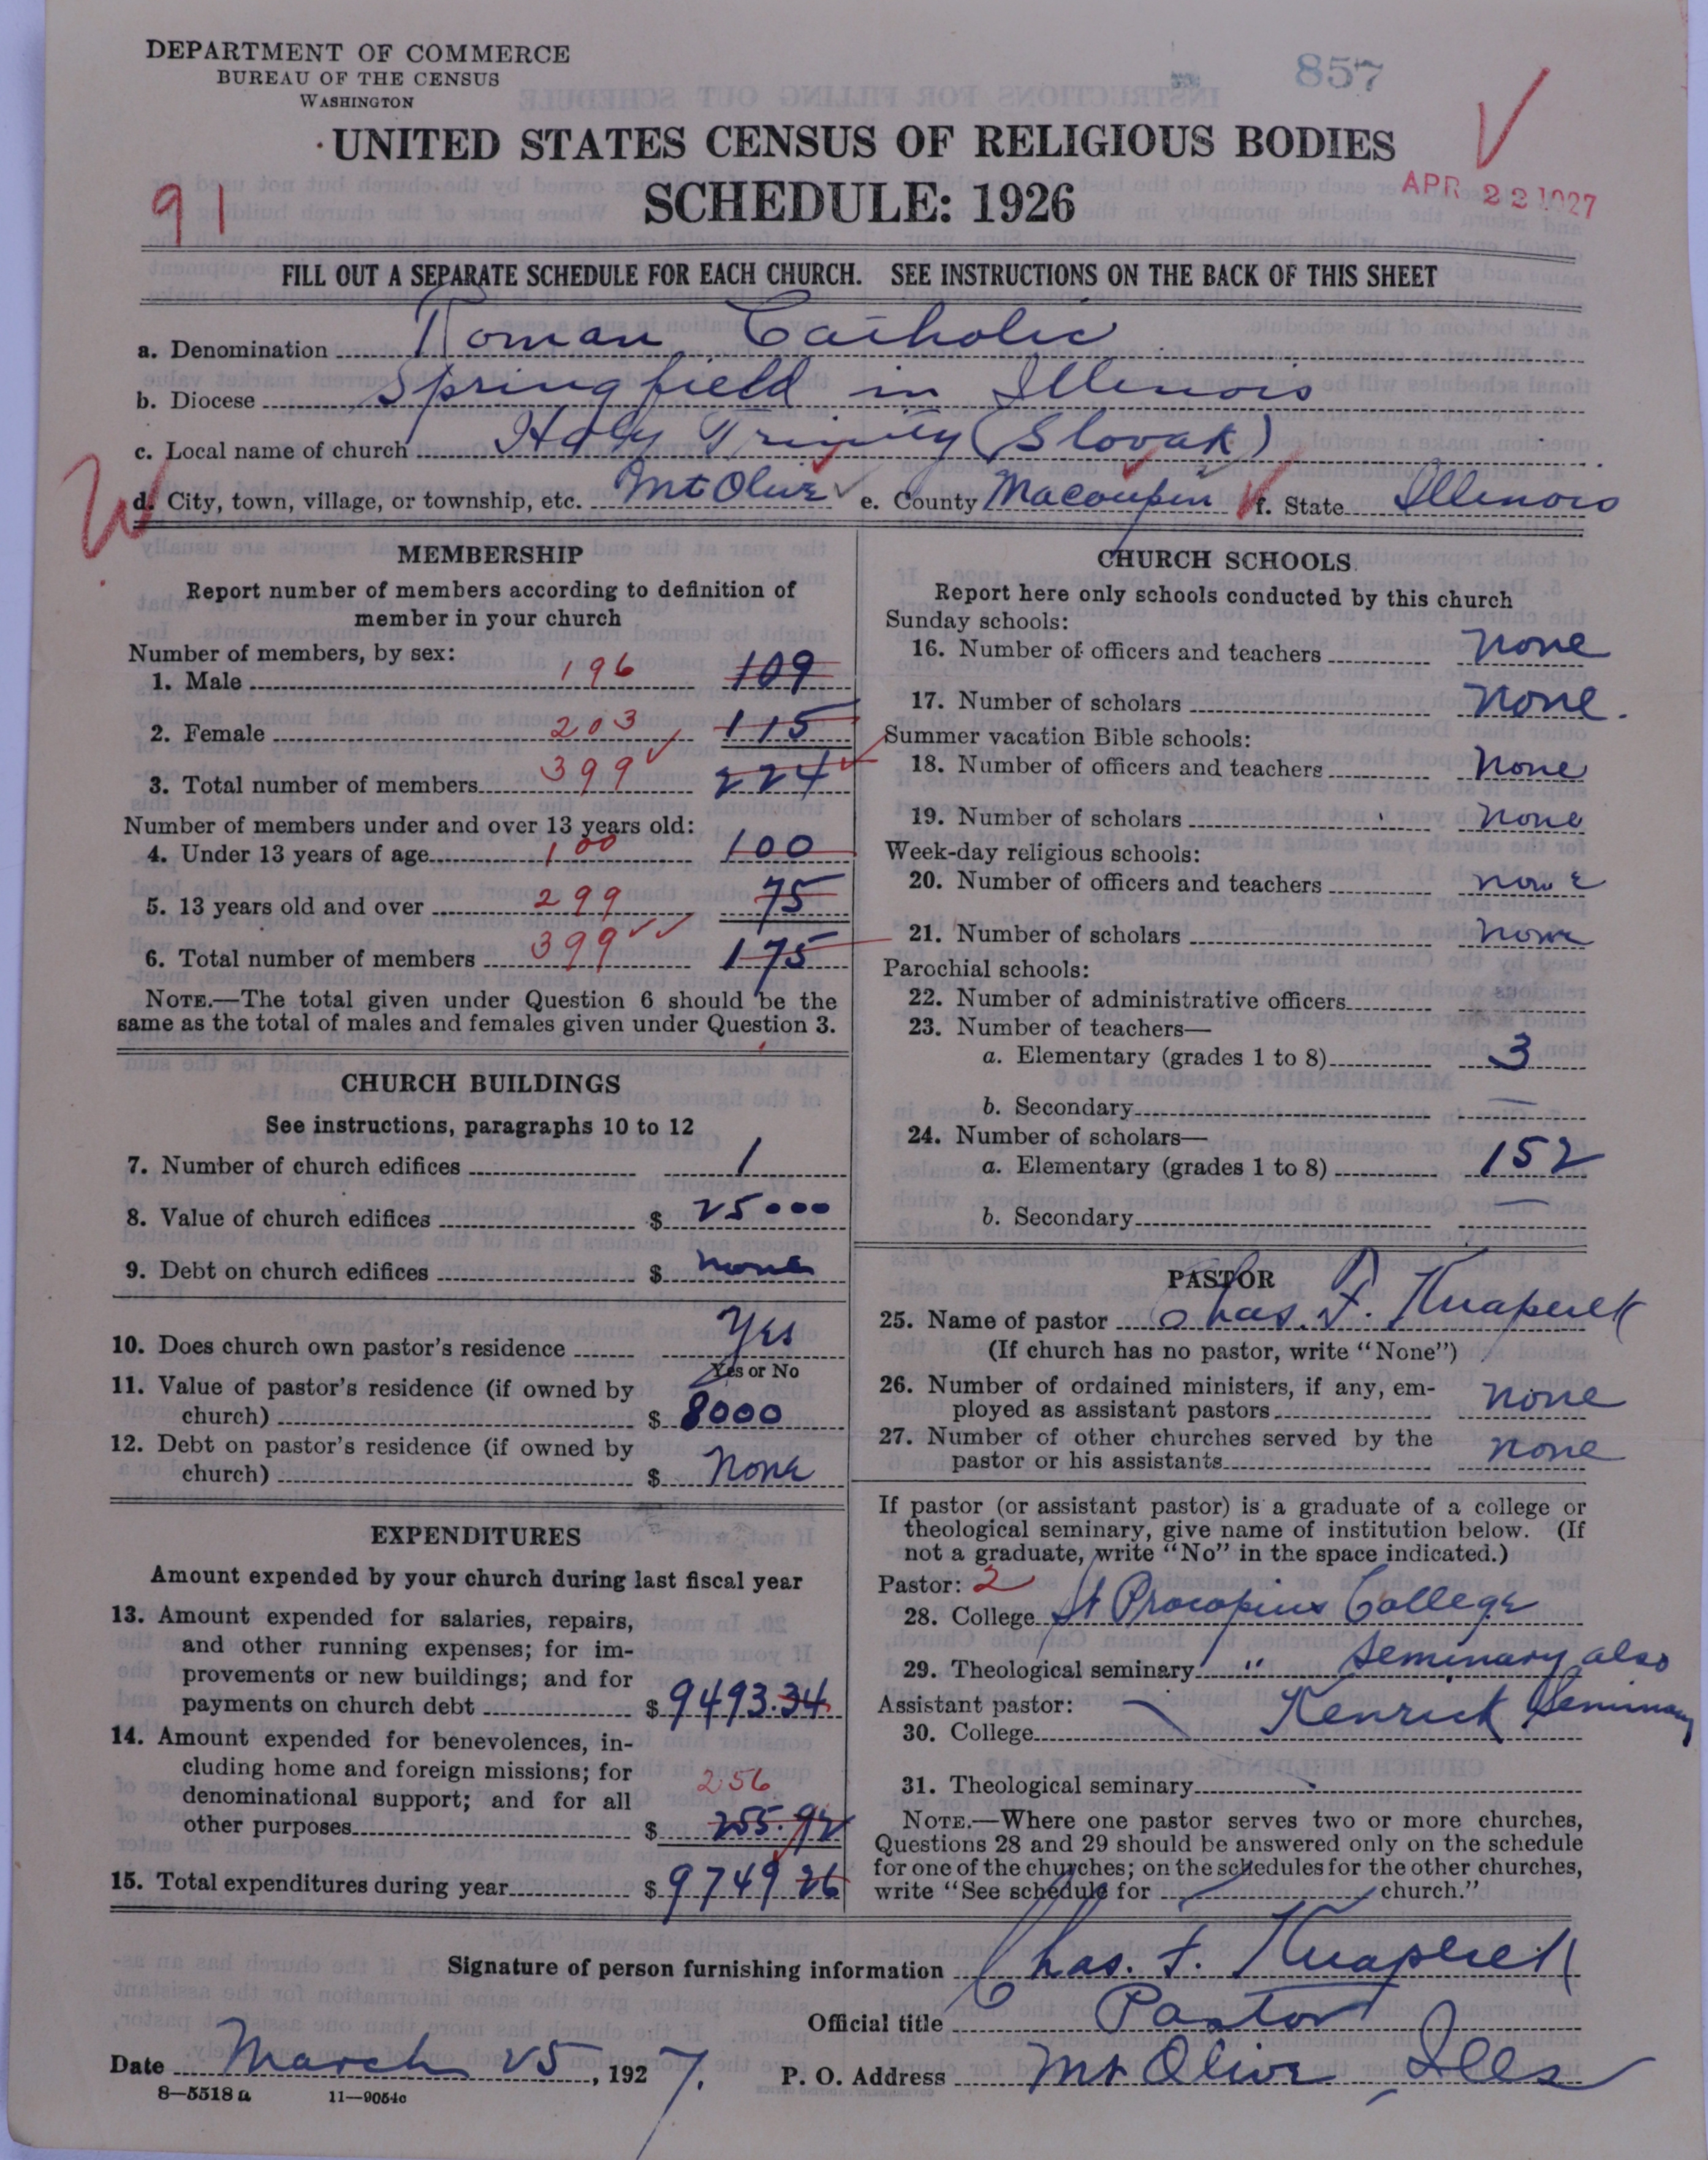 DEPARTMENT OF COMMERCE
BUREAU OF THE CENSUS
WASHINGTON
857
UNITED STATES CENSUS OF RELIGIOUS BODIES
91
SCHEDULE: 1926
APR 22 1927
FILL OUT A SEPARATE SCHEDULE FOR EACH CHURCH. SEE INSTRUCTIONS ON THE BACK OF THIS SHEET
a. Denomination Roman Catholic
b. Diocese Springfield in Illinois
c. Local name of church Holy Trinity (Slovak)
d. City, town, village, or township, etc. Mt Olive e. County Macoupin f. State Illinois
MEMBERSHIP
Report number of members according to definition of
member in your church
Number of members, by sex:
1. Male 196 109
2. Female 203 115
3. Total number of members 399 224
Number of members under and over 13 years old:
4. Under 13 years of age 100 100
5. 13 years old and over 299 75
6. Total number of members 399 175
NOTE.—The total given under Question 6 should be the
same as the total of males and females given under Question 3.
CHURCH BUILDINGS
See instructions, paragraphs 10 to 12
7. Number of church edifices 1
8. Value of church edifices $ 25000
9. Debt on church edifices $ none
10. Does church own pastor's residence Yes
Yes or No
11. Value of pastor's residence (if owned by
church) $ 8000
12. Debt on pastor's residence (if owned by
church) $ None
EXPENDITURES
Amount expended by your church during last fiscal year
13. Amount expended for salaries, repairs,
and other running expenses; for im-
provements or new buildings; and for
payments on church debt $ 9493.34
14. Amount expended for benevolences, in-
cluding home and foreign missions; for
denominational support; and for all 256
other purposes $ 255.92
15. Total expenditures during year $ 9749 26
CHURCH SCHOOLS
Report here only schools conducted by this church
Sunday schools:
16. Number of officers and teachers none
17. Number of scholars none.
Summer vacation Bible schools:
18. Number of officers and teachers none
19. Number of scholars none
Week-day religious schools:
20. Number of officers and teachers none
21. Number of scholars none
Parochial schools:
22. Number of administrative officers
23. Number of teachers—
a. Elementary (grades 1 to 8) 3
b. Secondary —
24. Number of scholars—
a. Elementary (grades 1 to 8) 152
b. Secondary —
PASTOR
25. Name of pastor Chas. F.
(If church has no pastor, write "None")
26. Number of ordained ministers, if any, em-
ployed as assistant pastors none
27. Number of other churches served by the
pastor or his assistants none
If pastor (or assistant pastor) is a graduate of a college or
theological seminary, give name of institution below. (If
not a graduate, write "No" in the space indicated.)
Pastor: 2
28. College St Procopius College
29. Theological seminary " " Seminary also
Assistant pastor: Kenrick Seminary
30. College
31. Theological seminary
NOTE.—Where one pastor serves two or more churches,
Questions 28 and 29 should be answered only on the schedule
for one of the churches; on the schedules for the other churches,
write "See schedule for church."
Signature of person furnishing information Chas. F.
Official title Pastor
Date March 25, 1927. P. O. Address Mt Olive Ills
8—5518 a 11—9054c